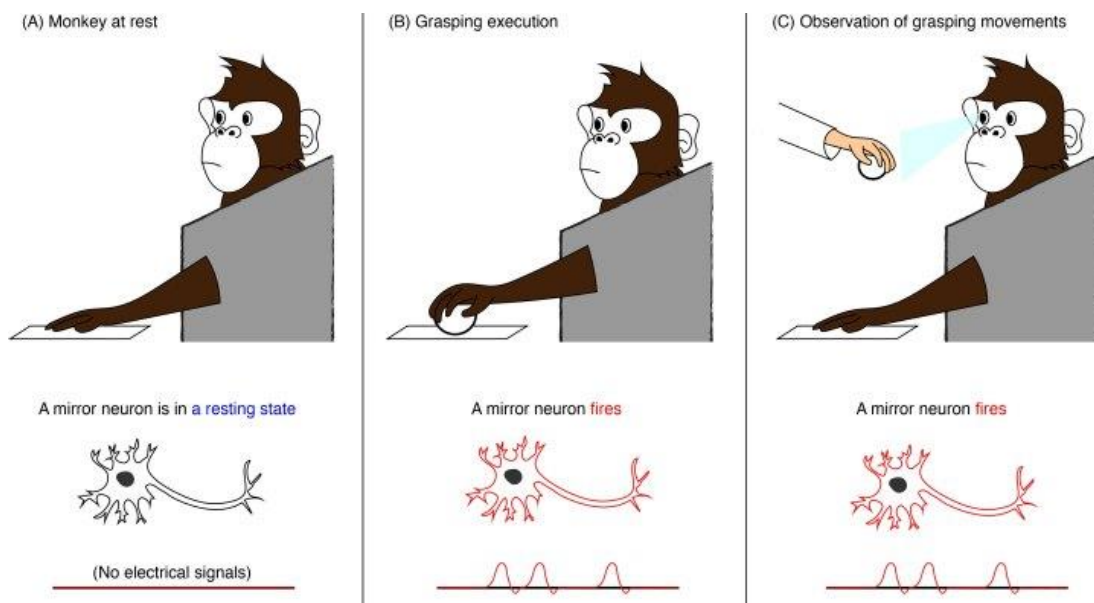 (A) Monkey at rest
(B) Grasping execution
(C) Observation of grasping movements
A mirror neuron is in a resting state
A mirror neuron fires
A mirror neuron fires
(No electrical signals)